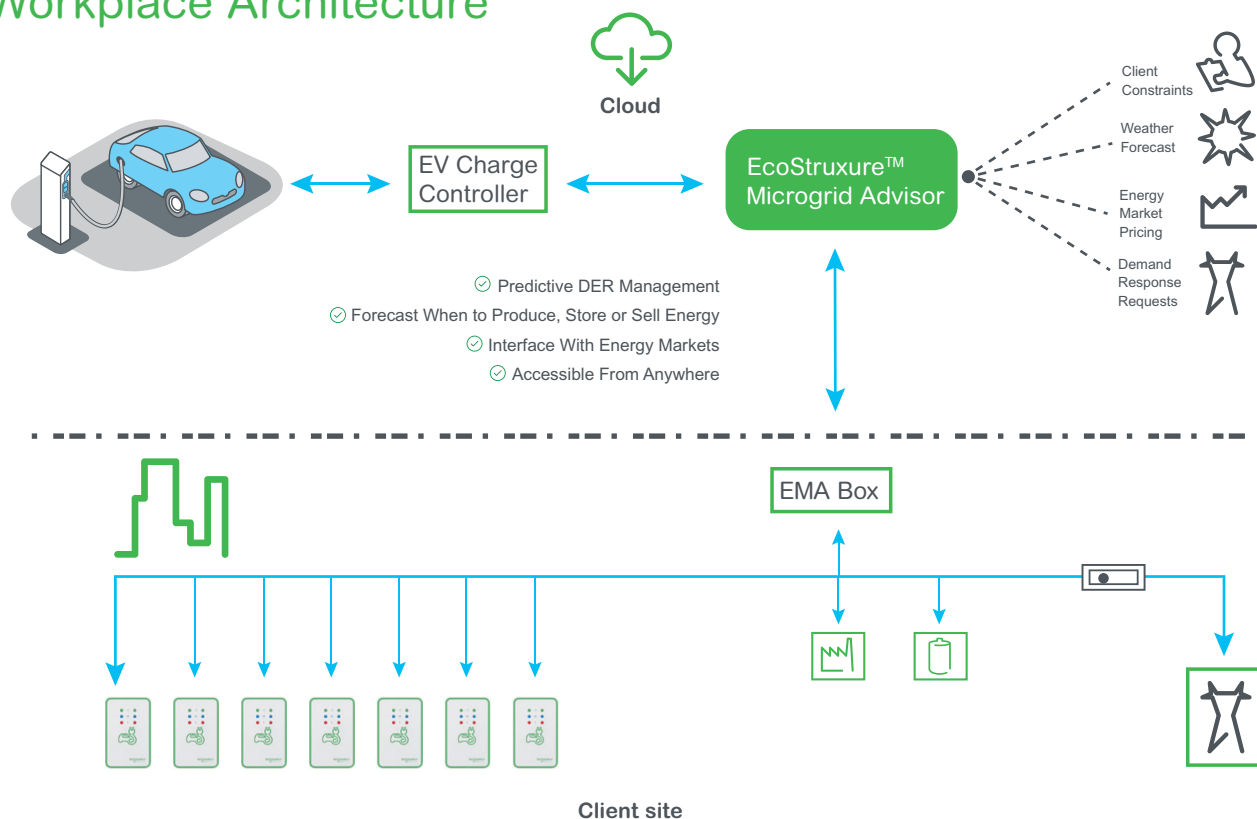 Workplace Architecture
Cloud
EV Charge
Controller
EcoStruxure™
Microgrid Advisor
Client
Constraints
Weather
Forecast
Energy
Market
Pricing
Demand
Response
Requests
Predictive DER Management
Forecast When to Produce, Store or Sell Energy
Interface With Energy Markets
Accessible From Anywhere
EMA Box
Client site